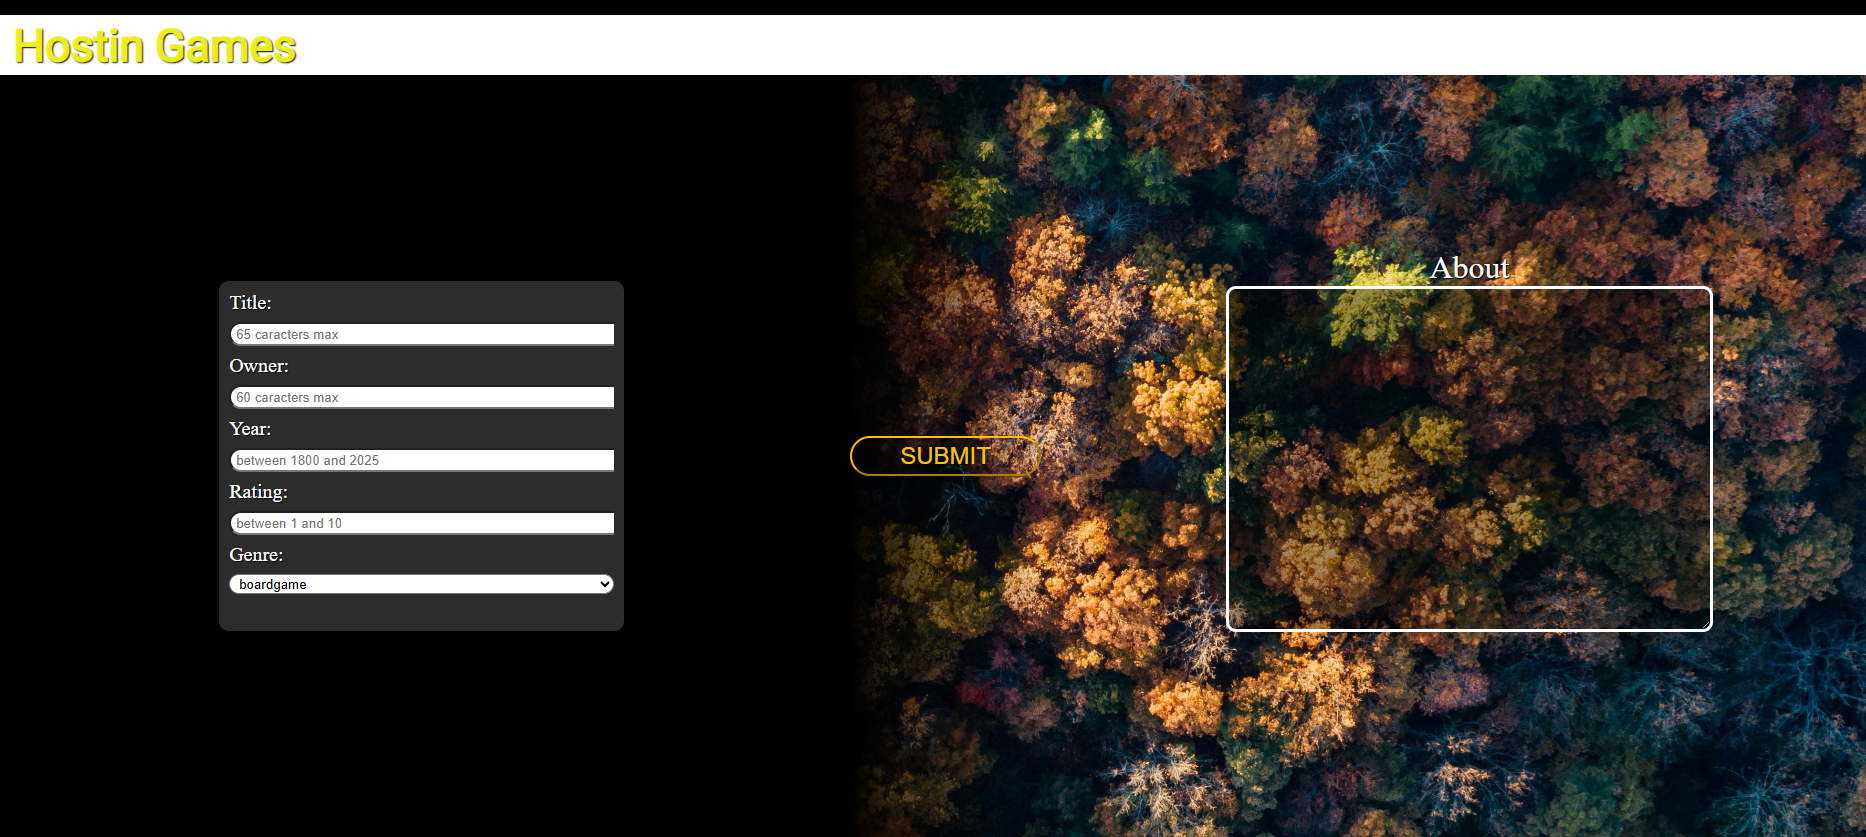 Hostin Games
Title:
65 caracters max
Owner:
60 caracters max
Year:
between 1800 and 2025
Rating:
between 1 and 10
Genre:
boardgame
SUBMIT
About